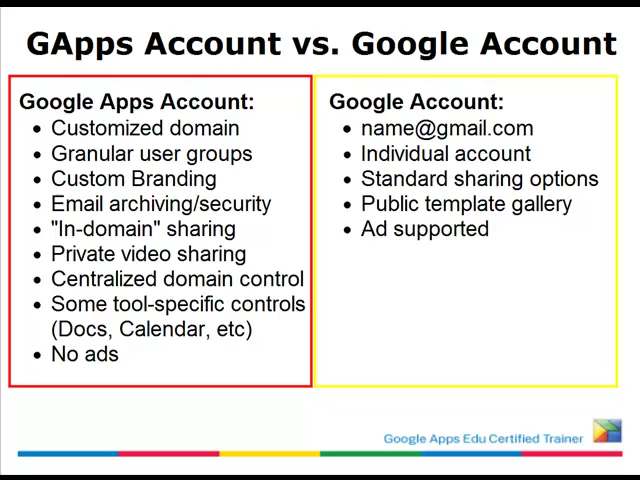 GApps Account vs. Google Account
Google Apps Account:
• Customized domain
• Granular user groups
• Custom Branding
• Email archiving/security
• "In-domain" sharing
• Private video sharing
• Centralized domain control
• Some tool-specific controls
(Docs, Calendar, etc)
• No ads
Google Account:
• name@gmail.com
• Individual account
• Standard sharing options
• Public template gallery
• Ad supported
Google Apps Edu Certified Trainer